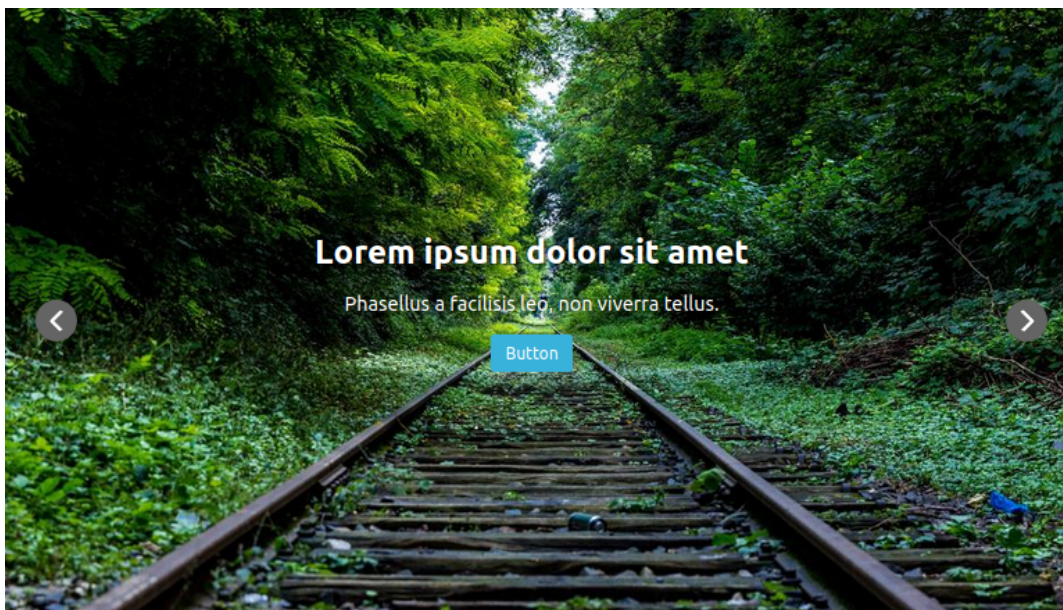 Lorem ipsum dolor sit amet
Phasellus a facilisis leo, non viverra tellus.
Button